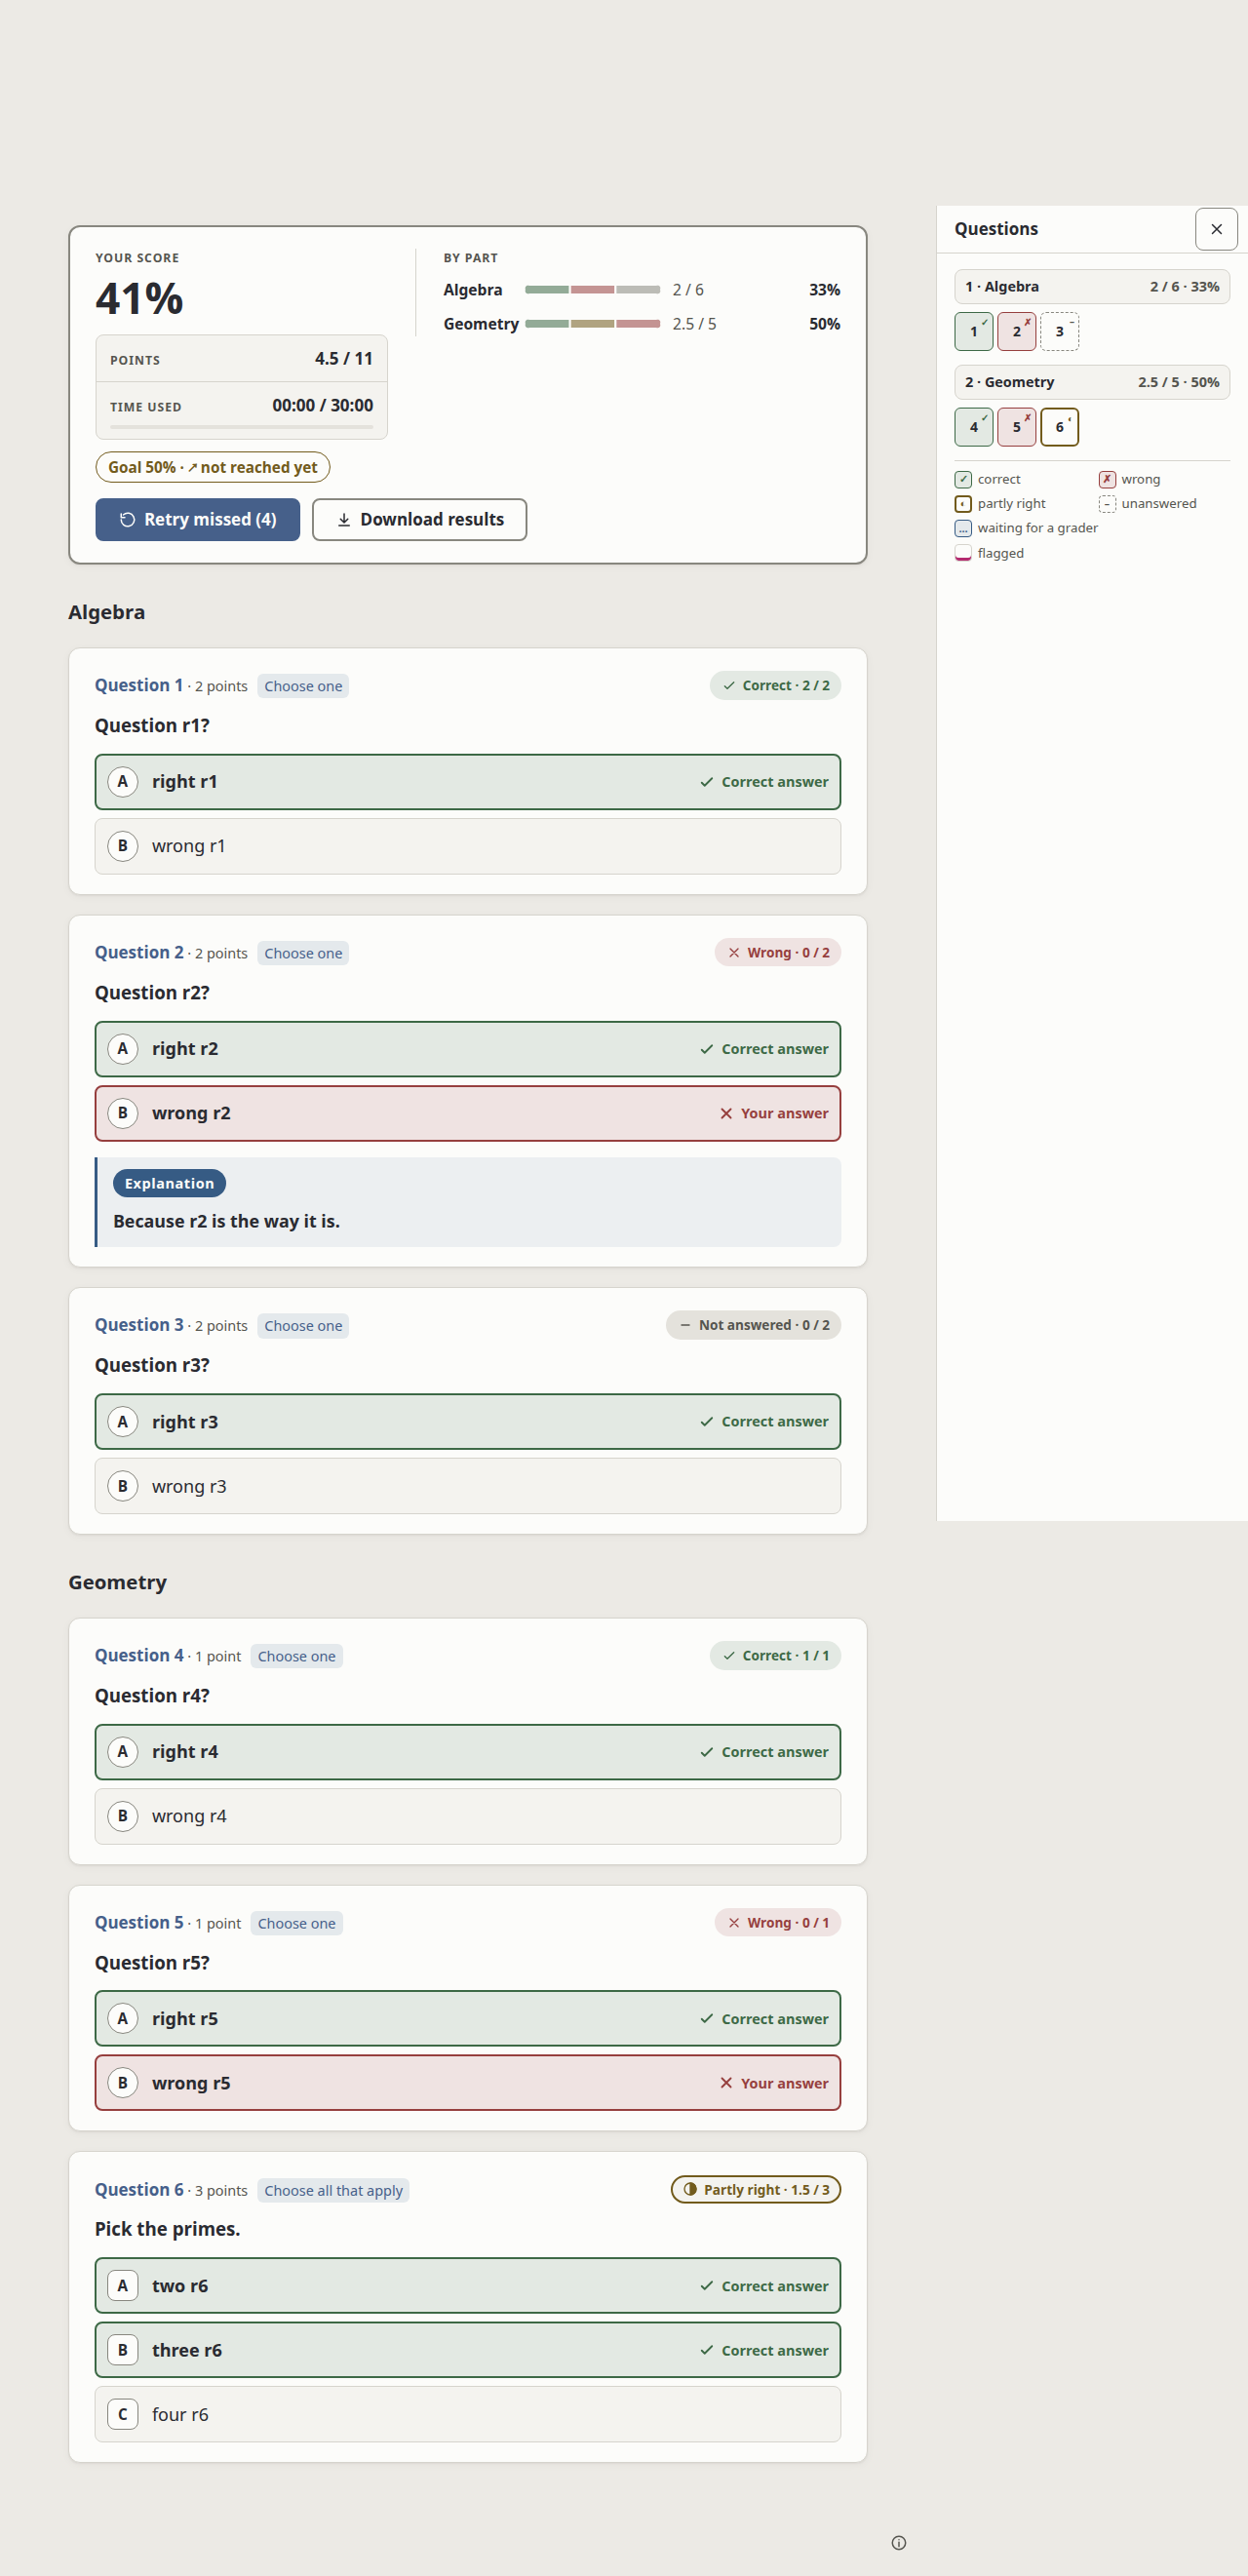 YOUR SCORE
41%
POINTS 4.5 / 11
TIME USED 00:00 / 30:00
Goal 50% · ↗ not reached yet
Retry missed (4) Download results
BY PART
Algebra 2 / 6 33%
Geometry 2.5 / 5 50%
Questions
1 · Algebra 2 / 6 · 33%
1 ✓ 2 ✗ 3 –
2 · Geometry 2.5 / 5 · 50%
4 ✓ 5 ✗ 6
✓ correct ✗ wrong
partly right – unanswered
… waiting for a grader
flagged
Algebra
Question 1 · 2 points Choose one ✓ Correct · 2 / 2
Question r1?
A right r1 ✓ Correct answer
B wrong r1
Question 2 · 2 points Choose one ✗ Wrong · 0 / 2
Question r2?
A right r2 ✓ Correct answer
B wrong r2 ✗ Your answer
Explanation
Because r2 is the way it is.
Question 3 · 2 points Choose one – Not answered · 0 / 2
Question r3?
A right r3 ✓ Correct answer
B wrong r3
Geometry
Question 4 · 1 point Choose one ✓ Correct · 1 / 1
Question r4?
A right r4 ✓ Correct answer
B wrong r4
Question 5 · 1 point Choose one ✗ Wrong · 0 / 1
Question r5?
A right r5 ✓ Correct answer
B wrong r5 ✗ Your answer
Question 6 · 3 points Choose all that apply Partly right · 1.5 / 3
Pick the primes.
A two r6 ✓ Correct answer
B three r6 ✓ Correct answer
C four r6